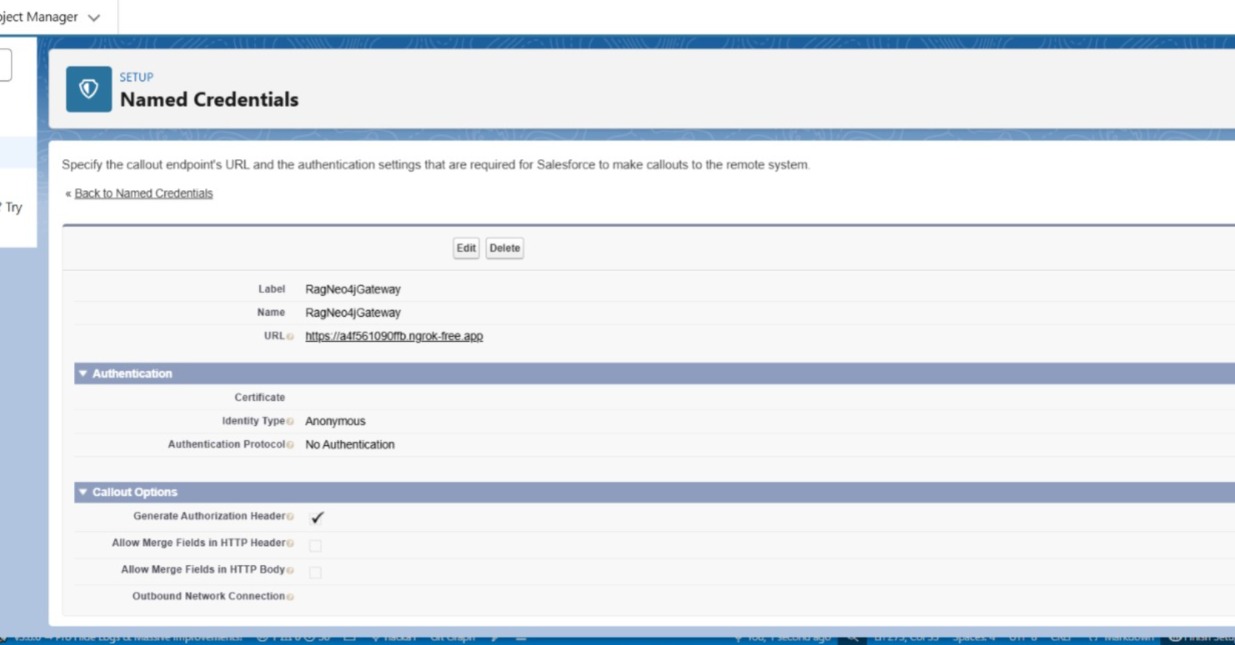 oject Manager
SETUP
Named Credentials
Specify the callout endpoint's URL and the authentication settings that are required for Salesforce to make callouts to the remote system.
« Back to Named Credentials
? Try
Edit Delete
Label RagNeo4jGateway
Name RagNeo4jGateway
URL https://a4f561090ffb.ngrok-free.app
Authentication
Certificate
Identity Type Anonymous
Authentication Protocol No Authentication
Callout Options
Generate Authorization Header
Allow Merge Fields in HTTP Header
Allow Merge Fields in HTTP Body
Outbound Network Connection